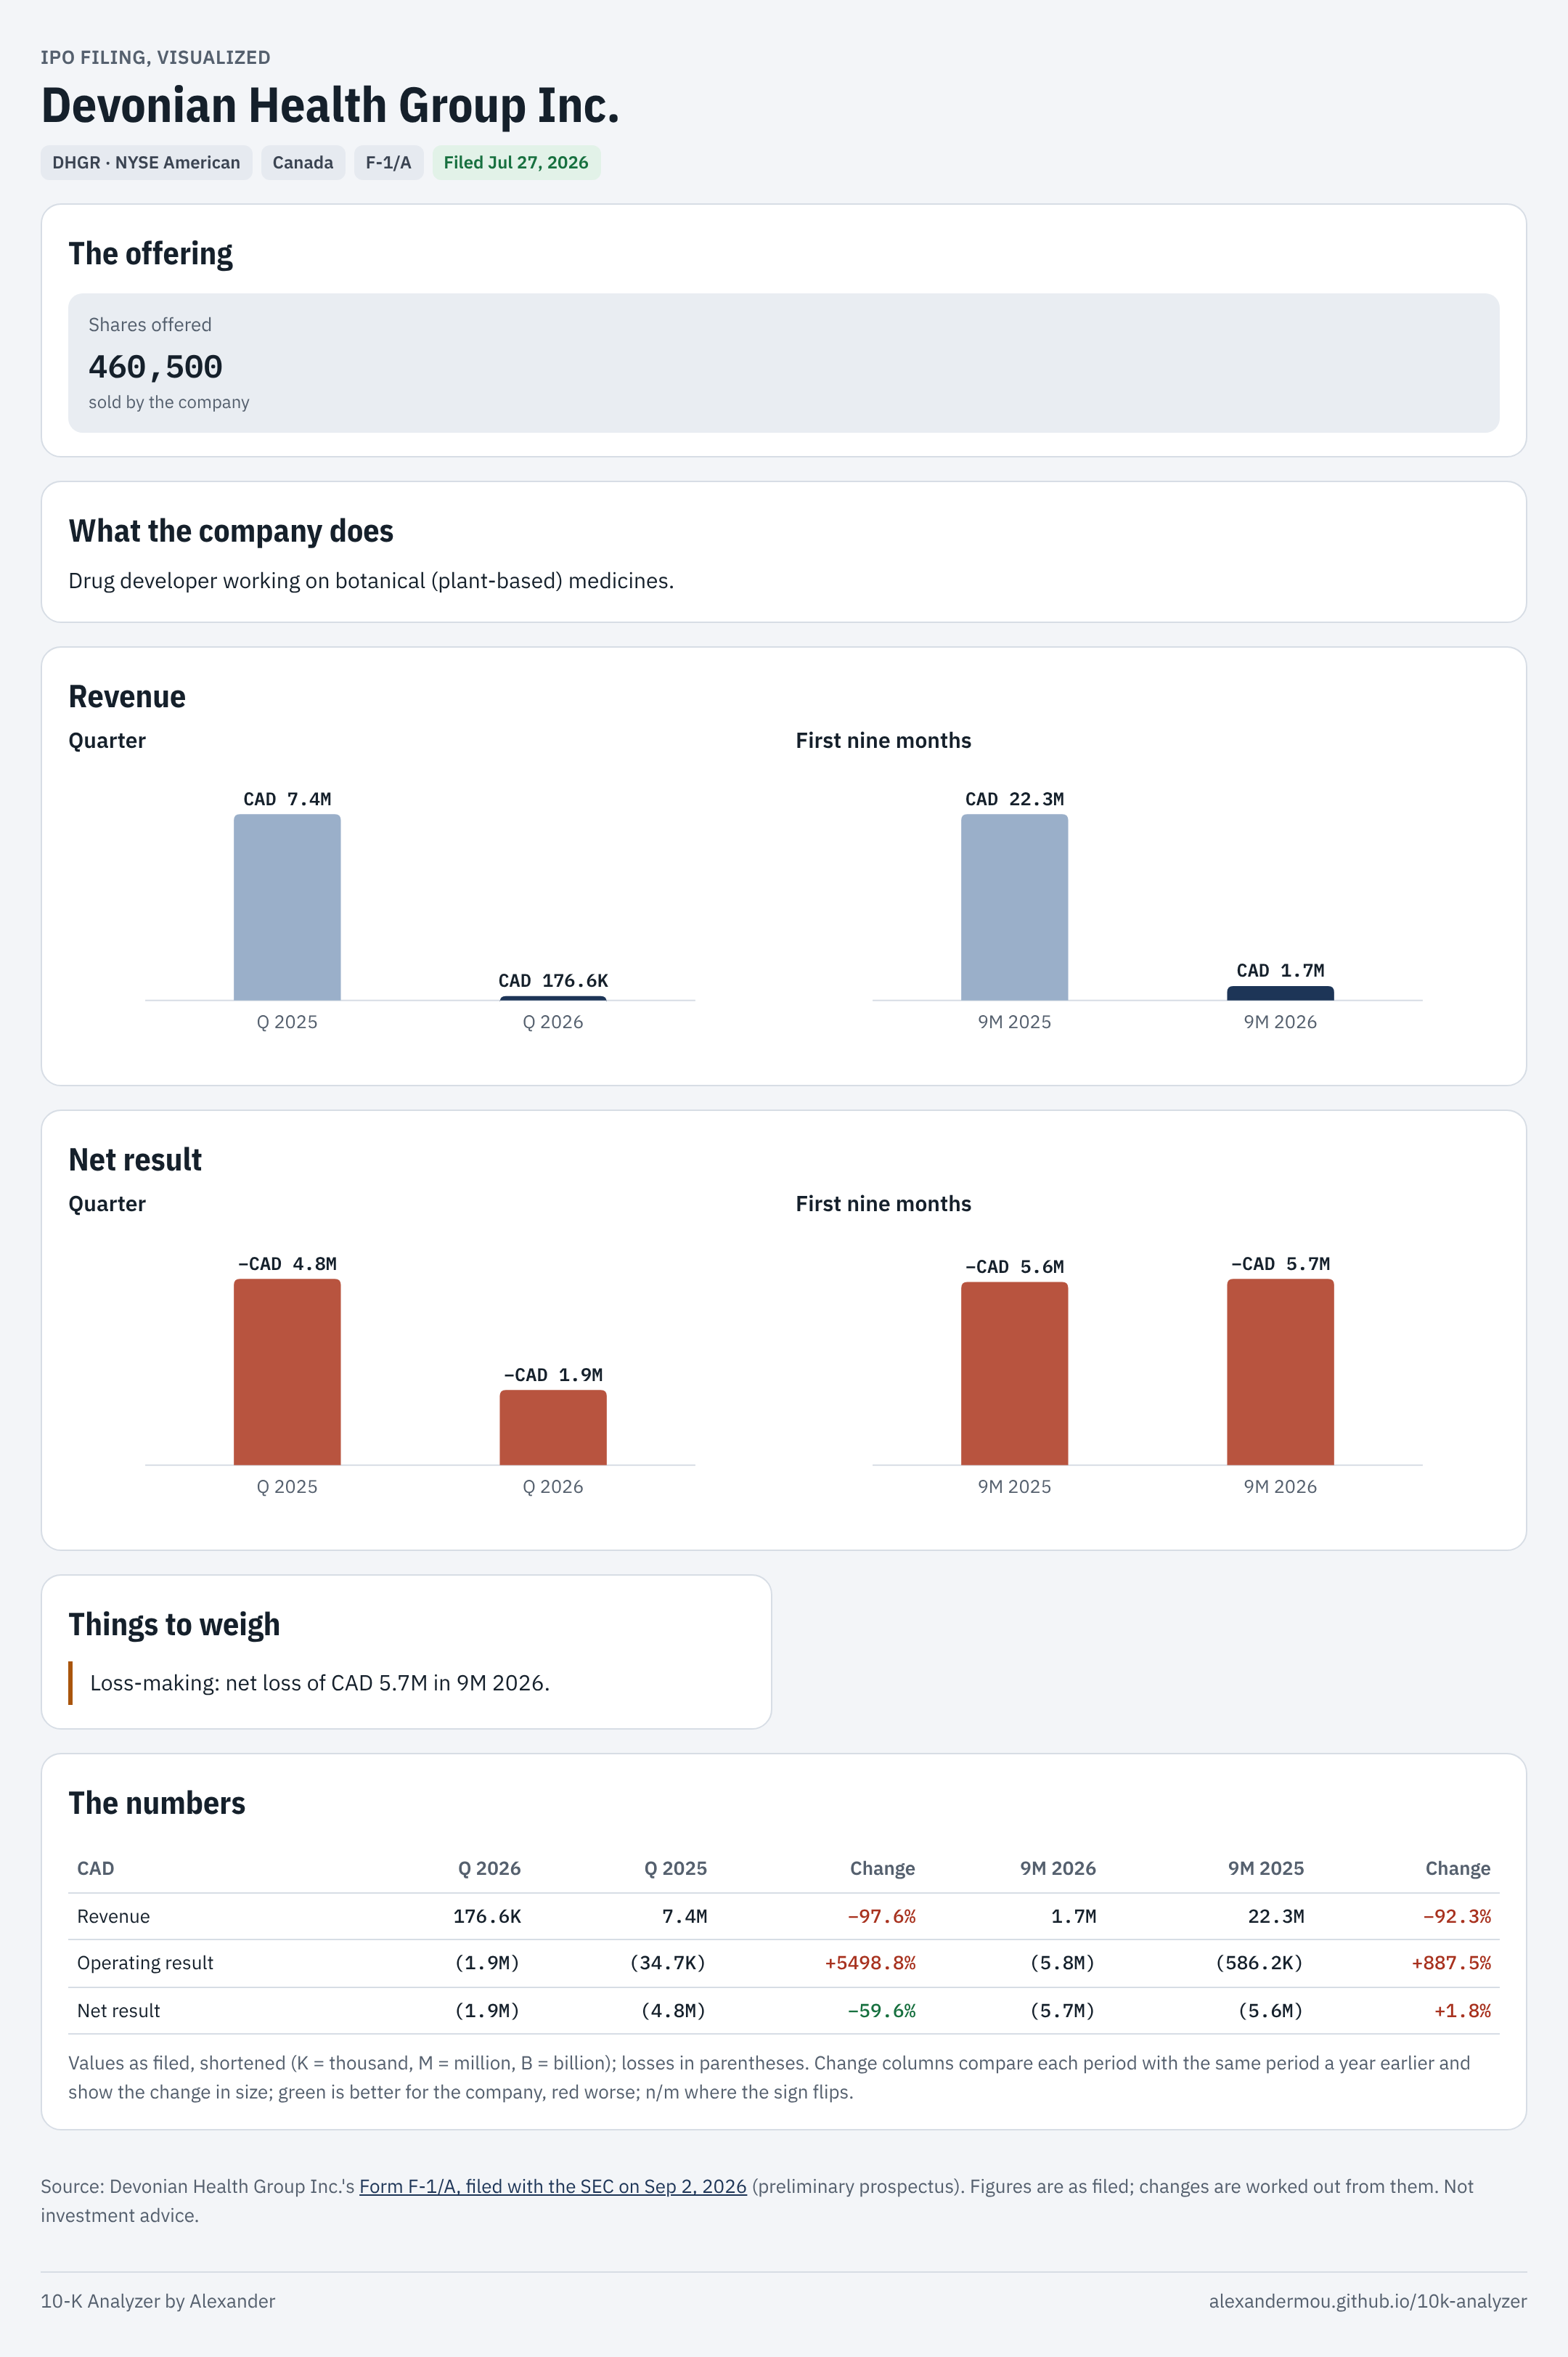 IPO FILING, VISUALIZED
Devonian Health Group Inc.
DHGR · NYSE American Canada F-1/A Filed Jul 27, 2026
The offering
Shares offered
460,500
sold by the company
What the company does
Drug developer working on botanical (plant-based) medicines.
Revenue
Quarter
CAD 7.4M
CAD 176.6K
Q 2025 Q 2026
First nine months
CAD 22.3M
CAD 1.7M
9M 2025 9M 2026
Net result
Quarter
−CAD 4.8M
−CAD 1.9M
Q 2025 Q 2026
First nine months
−CAD 5.6M −CAD 5.7M
9M 2025 9M 2026
Things to weigh
Loss-making: net loss of CAD 5.7M in 9M 2026.
The numbers
CAD Q 2026 Q 2025 Change 9M 2026 9M 2025 Change
Revenue 176.6K 7.4M −97.6% 1.7M 22.3M −92.3%
Operating result (1.9M) (34.7K) +5498.8% (5.8M) (586.2K) +887.5%
Net result (1.9M) (4.8M) −59.6% (5.7M) (5.6M) +1.8%
Values as filed, shortened (K = thousand, M = million, B = billion); losses in parentheses. Change columns compare each period with the same period a year earlier and
show the change in size; green is better for the company, red worse; n/m where the sign flips.
Source: Devonian Health Group Inc.'s Form F-1/A, filed with the SEC on Sep 2, 2026 (preliminary prospectus). Figures are as filed; changes are worked out from them. Not
investment advice.
10-K Analyzer by Alexander alexandermou.github.io/10k-analyzer